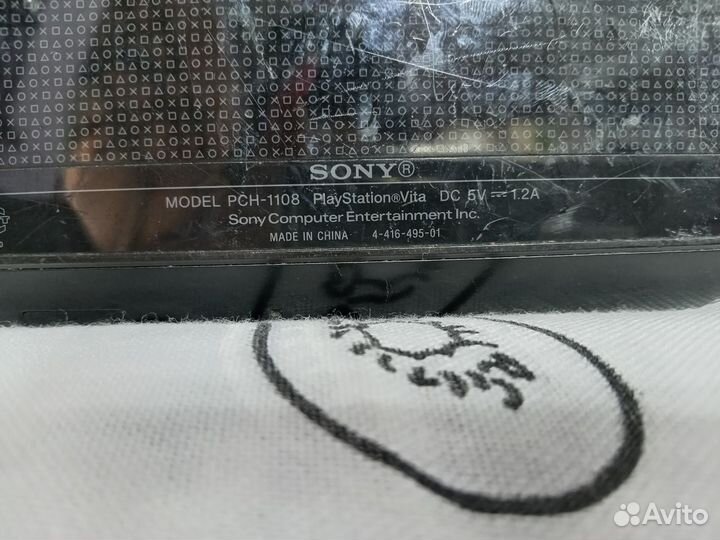 SONY®
MODEL PCH-1108 PlayStation®Vita DC 5V⎓1.2A
Sony Computer Entertainment Inc.
MADE IN CHINA 4-416-495-01
Avito